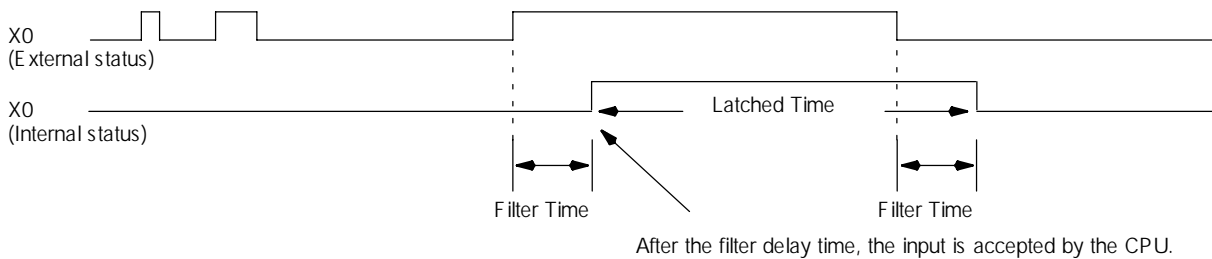 X0
(External status)
Latched Time
X0
(Internal status)
Filter Time Filter Time
After the filter delay time, the input is accepted by the CPU.